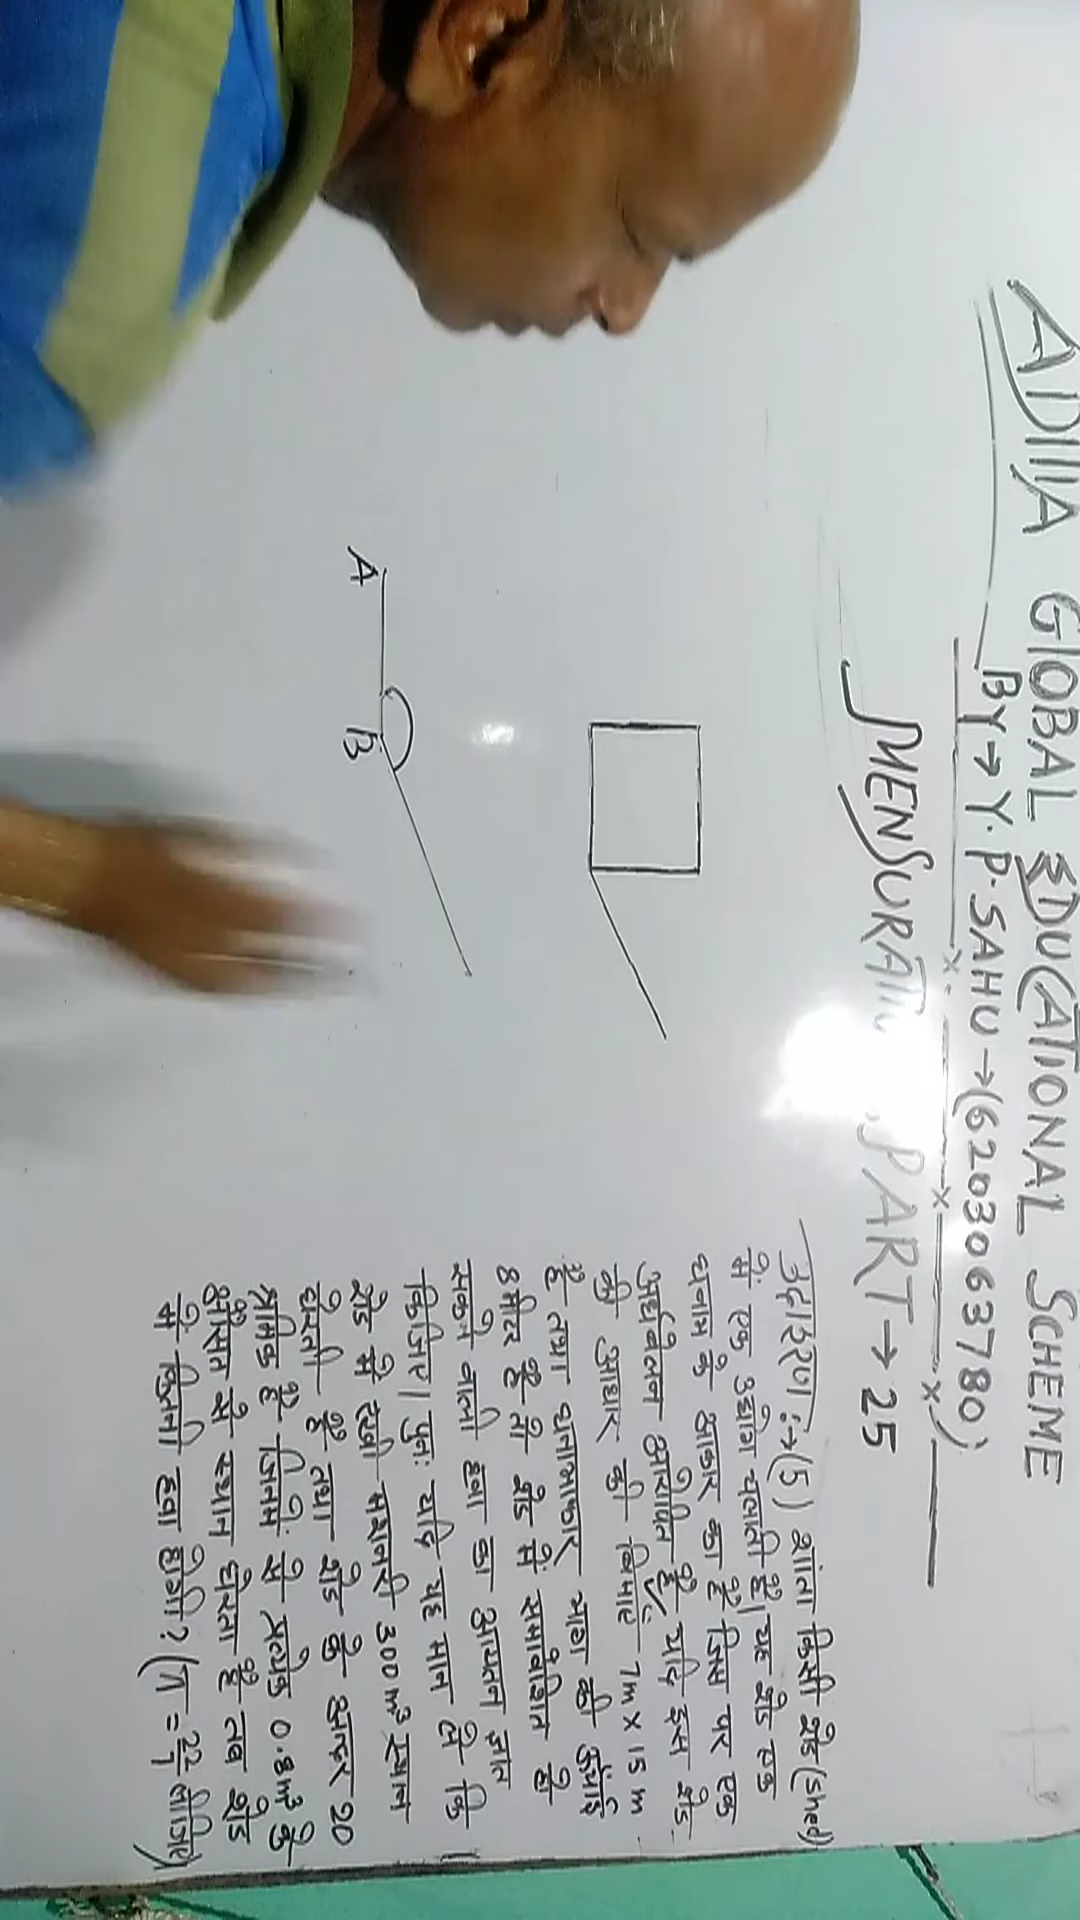 ADITYA GLOBAL EDUCATIONAL SCHEME
BY→ Y.P.SAHU→(6203063780)
MENSURATION, PART→25
उदाहरण :→(5) शांता किसी शेड (shed)
में एक उद्योग चलाती है। यह शेड एक
घनाभ के आकार का है जिस पर एक
अर्धबेलन आरोपित है। यदि इस शेड
की आधार की विमाएँ 7m × 15 m
है तथा घनाभाकार भाग की ऊँचाई
8 मीटर है तो शेड में समावेशित हो
सकने वाली हवा का आयतन ज्ञात
किजिए। पुनः यदि यह मान ले कि
शेड में रखी मशीनरी 300 m³ स्थान
घेरती है तथा शेड के अन्दर 20
श्रमिक है जिनमें से प्रत्येक 0.8m³ के
औसत से स्थान घेरता है तब शेड
में कितनी हवा होगी? (π = 22/7 लीजिए)
A
B